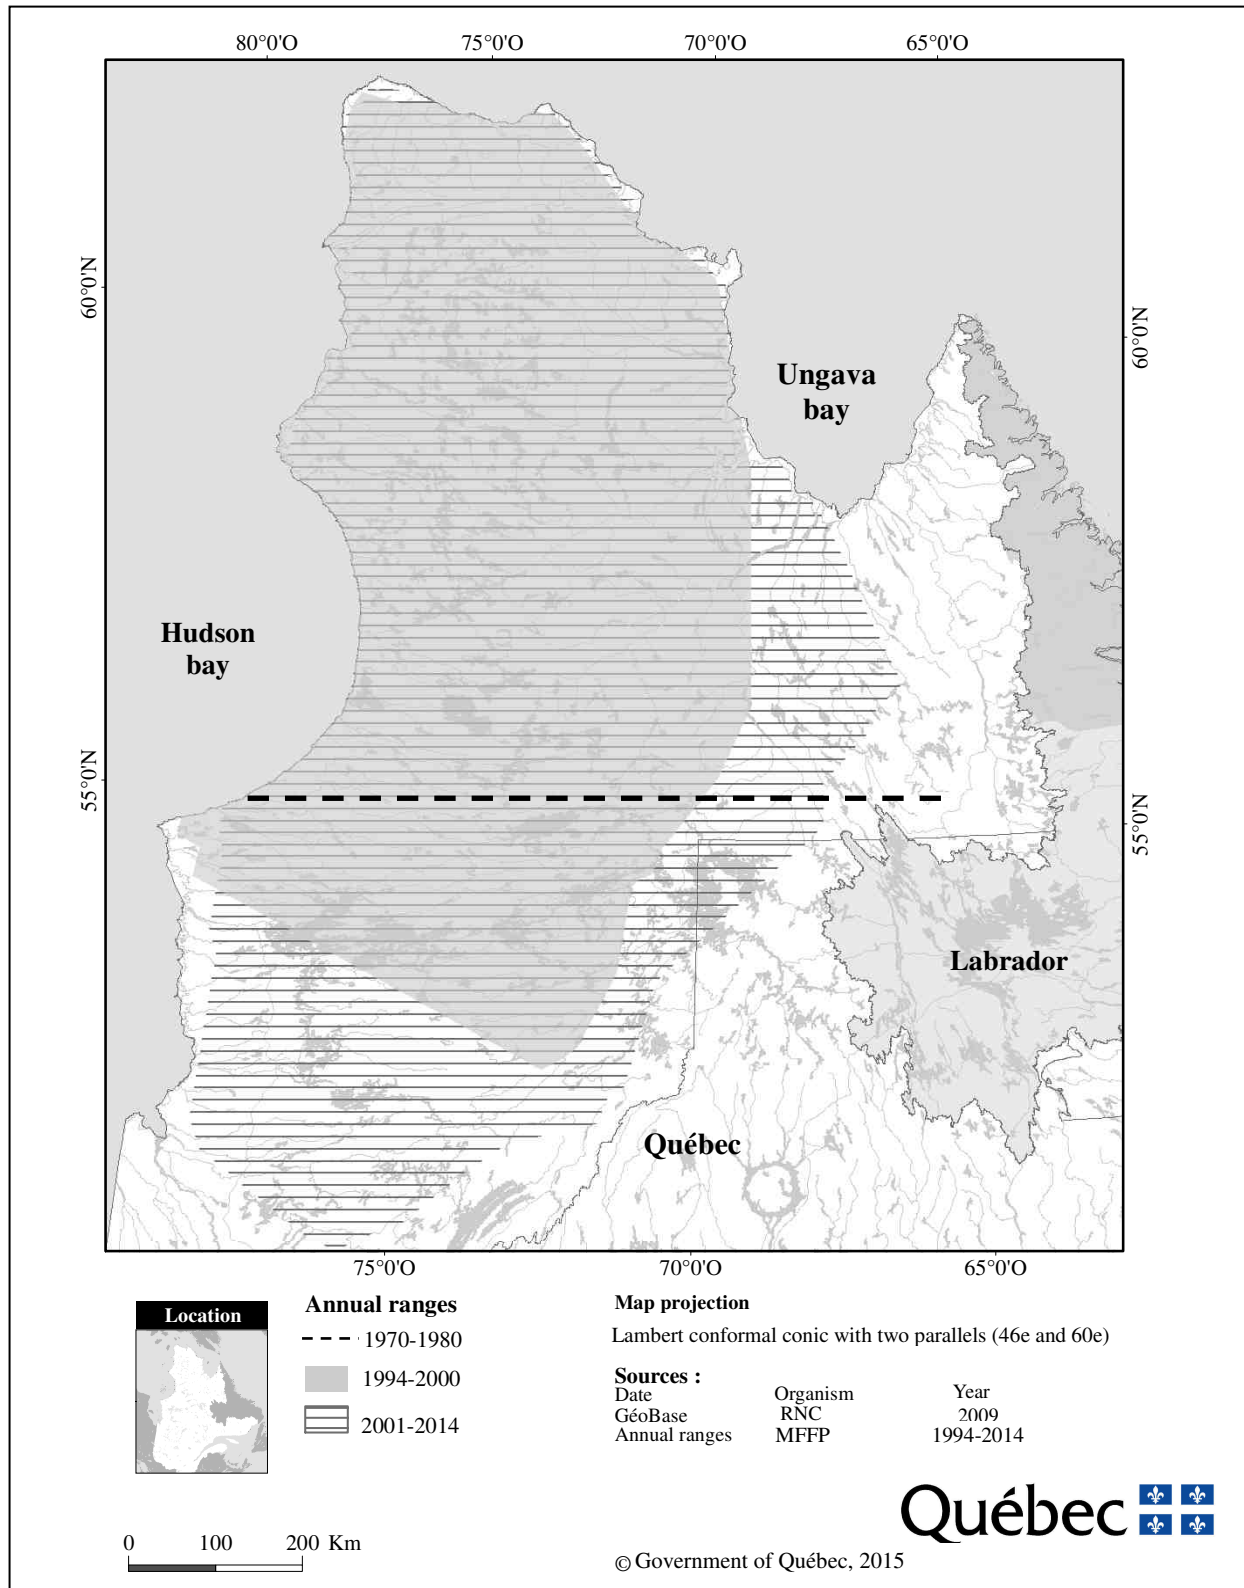 80°0'O 75°0'O 70°0'O 65°0'O
60°0'N
60°0'N
Ungava
bay
Hudson
bay
55°0'N
55°0'N
Labrador
Québec
75°0'O 70°0'O 65°0'O
Location
Annual ranges
1970-1980
1994-2000
2001-2014
Map projection
Lambert conformal conic with two parallels (46e and 60e)
Sources :
Date Organism Year
GéoBase RNC 2009
Annual ranges MFFP 1994-2014
Québec
0 100 200 Km
© Government of Québec, 2015